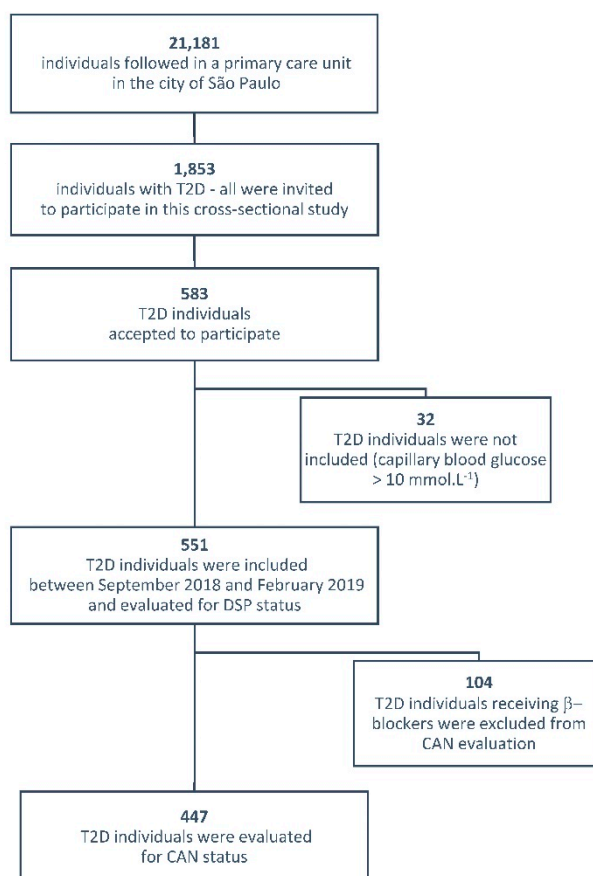 21,181
individuals followed in a primary care unit
in the city of São Paulo
1,853
individuals with T2D - all were invited
to participate in this cross-sectional study
583
T2D individuals
accepted to participate
32
T2D individuals were not
included (capillary blood glucose
> 10 mmol.L⁻¹)
551
T2D individuals were included
between September 2018 and February 2019
and evaluated for DSP status
104
T2D individuals receiving β–
blockers were excluded from
CAN evaluation
447
T2D individuals were evaluated
for CAN status